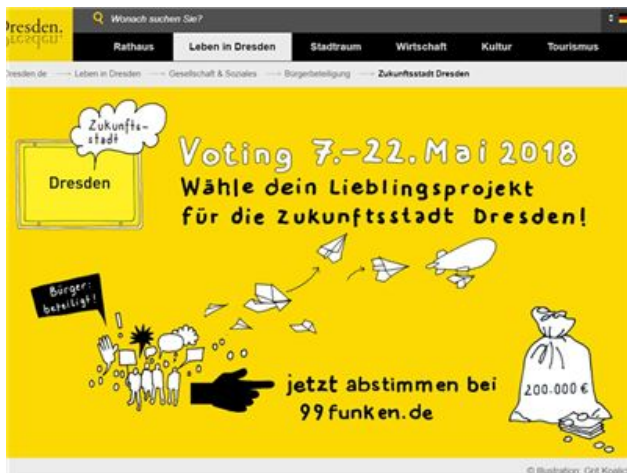 Dresden.
Wonach suchen Sie?
Rathaus Leben in Dresden Stadtraum Wirtschaft Kultur Tourismus
Dresden.de → Leben in Dresden → Gesellschaft & Soziales → Bürgerbeteiligung → Zukunftsstadt Dresden
Zukunfts-
stadt
Dresden
Voting 7.–22. Mai 2018
Wähle dein Lieblingsprojekt
für die Zukunftsstadt Dresden!
Bürger:
beteiligt!
jetzt abstimmen bei
99funken.de
200.000 €
© Illustration: Grit